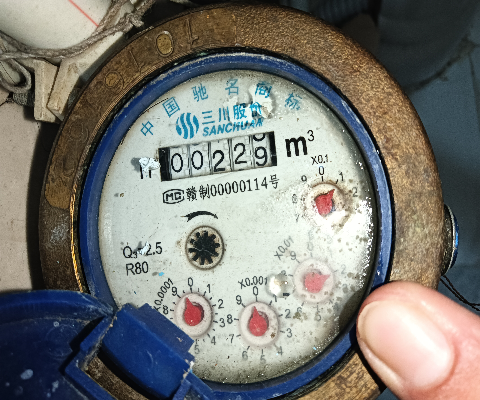 中国驰名商标
三川股份
SANCHUAN
00229 m³
MC 赣制00000114号
X0.1
X0.01
Q₃ 2.5
R80
X0.001
X0.0001